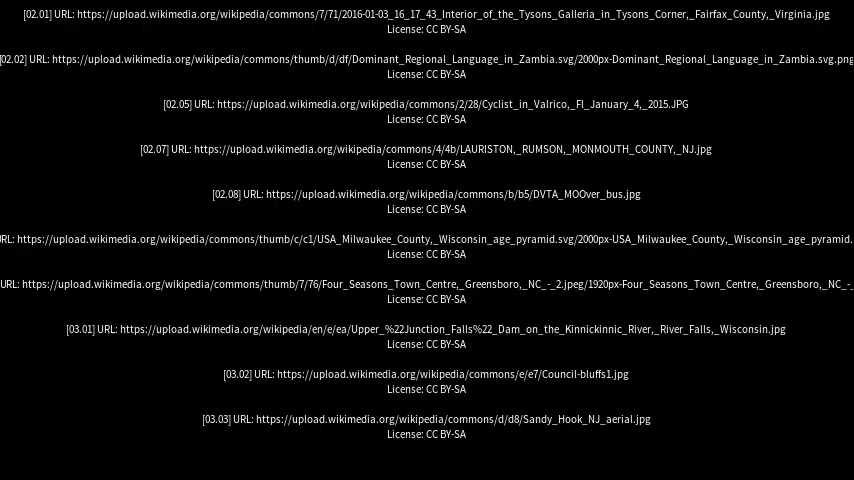 [02.01] URL: https://upload.wikimedia.org/wikipedia/commons/7/71/2016-01-03_16_17_43_Interior_of_the_Tysons_Galleria_in_Tysons_Corner,_Fairfax_County,_Virginia.jpg
License: CC BY-SA
[02.02] URL: https://upload.wikimedia.org/wikipedia/commons/thumb/d/df/Dominant_Regional_Language_in_Zambia.svg/2000px-Dominant_Regional_Language_in_Zambia.svg.png
License: CC BY-SA
[02.05] URL: https://upload.wikimedia.org/wikipedia/commons/2/28/Cyclist_in_Valrico,_Fl_January_4,_2015.JPG
License: CC BY-SA
[02.07] URL: https://upload.wikimedia.org/wikipedia/commons/4/4b/LAURISTON,_RUMSON,_MONMOUTH_COUNTY,_NJ.jpg
License: CC BY-SA
[02.08] URL: https://upload.wikimedia.org/wikipedia/commons/b/b5/DVTA_MOOver_bus.jpg
License: CC BY-SA
RL: https://upload.wikimedia.org/wikipedia/commons/thumb/c/c1/USA_Milwaukee_County,_Wisconsin_age_pyramid.svg/2000px-USA_Milwaukee_County,_Wisconsin_age_pyramid.
License: CC BY-SA
URL: https://upload.wikimedia.org/wikipedia/commons/thumb/7/76/Four_Seasons_Town_Centre,_Greensboro,_NC_-_2.jpeg/1920px-Four_Seasons_Town_Centre,_Greensboro,_NC_-_
License: CC BY-SA
[03.01] URL: https://upload.wikimedia.org/wikipedia/en/e/ea/Upper_%22Junction_Falls%22_Dam_on_the_Kinnickinnic_River,_River_Falls,_Wisconsin.jpg
License: CC BY-SA
[03.02] URL: https://upload.wikimedia.org/wikipedia/commons/e/e7/Council-bluffs1.jpg
License: CC BY-SA
[03.03] URL: https://upload.wikimedia.org/wikipedia/commons/d/d8/Sandy_Hook_NJ_aerial.jpg
License: CC BY-SA